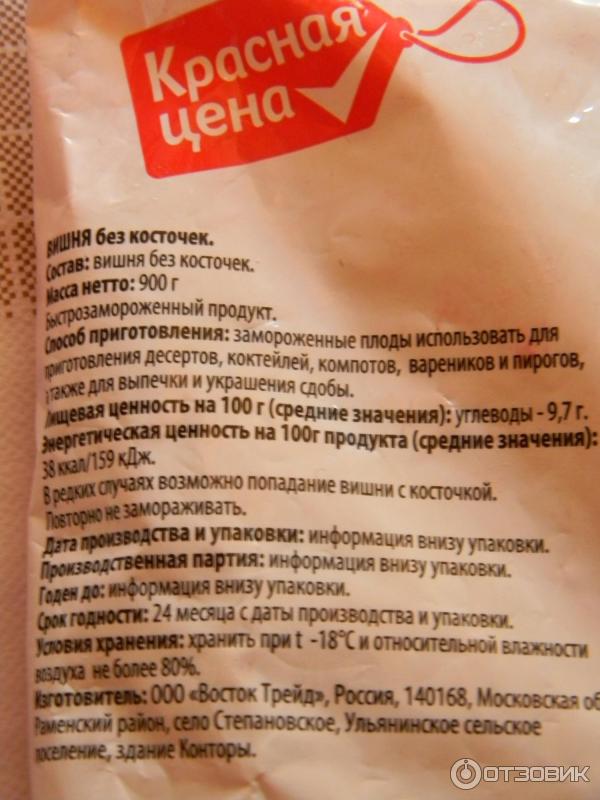 Красная
цена
ВИШНЯ без косточек.
Состав: вишня без косточек.
Масса нетто: 900 г
Быстрозамороженный продукт.
Способ приготовления: замороженные плоды использовать для
приготовления десертов, коктейлей, компотов, вареников и пирогов,
а также для выпечки и украшения сдобы.
Пищевая ценность на 100 г (средние значения): углеводы - 9,7 г.
Энергетическая ценность на 100г продукта (средние значения):
38 ккал/159 кДж.
В редких случаях возможно попадание вишни с косточкой.
Повторно не замораживать.
Дата производства и упаковки: информация внизу упаковки.
Производственная партия: информация внизу упаковки.
Годен до: информация внизу упаковки.
Срок годности: 24 месяца с даты производства и упаковки.
Условия хранения: хранить при t -18°С и относительной влажности
воздуха не более 80%.
Изготовитель: ООО «Восток Трейд», Россия, 140168, Московская об
Раменский район, село Степановское, Ульянинское сельское
поселение, здание Конторы.
ОТЗОВИК